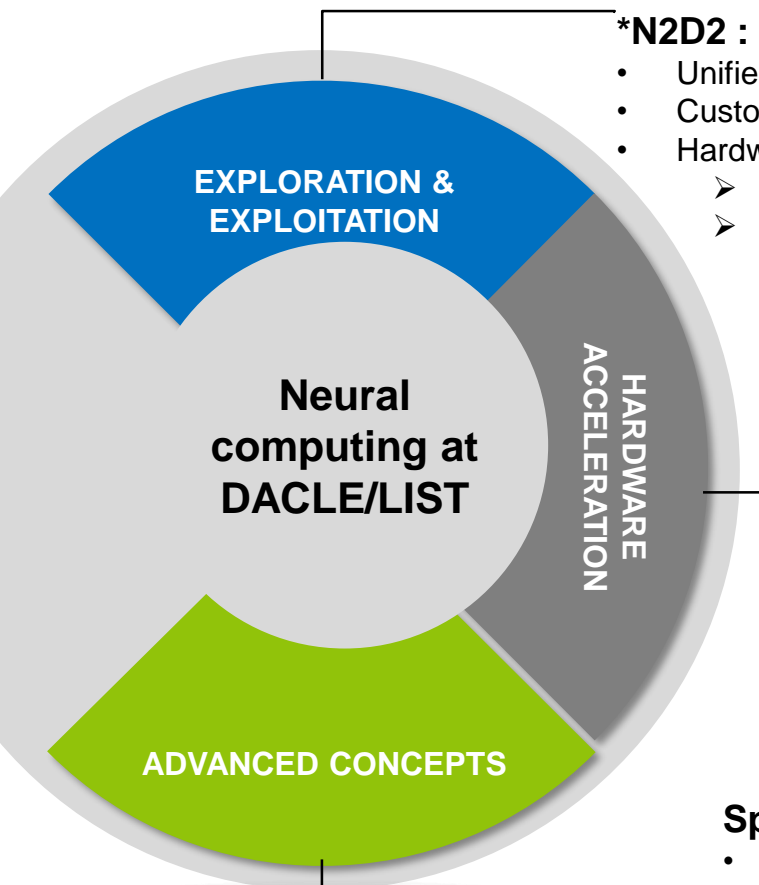 *N2D2 :
• Unifie
• Custo
• Hardw
➢
➢
EXPLORATION &
EXPLOITATION
HARDWARE
ACCELERATION
Neural
computing at
DACLE/LIST
ADVANCED CONCEPTS
Sp
•